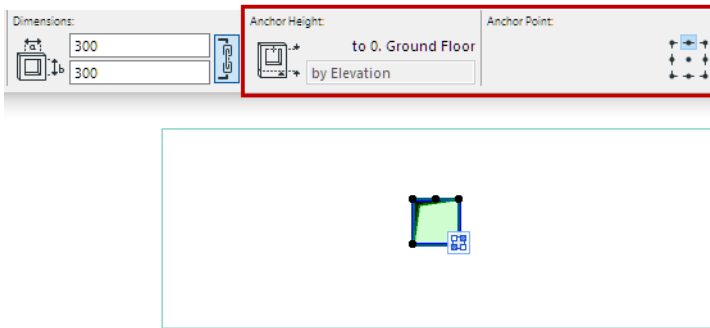 Dimensions:
Anchor Height:
Anchor Point:
a
300
to 0. Ground Floor
b
300
by Elevation